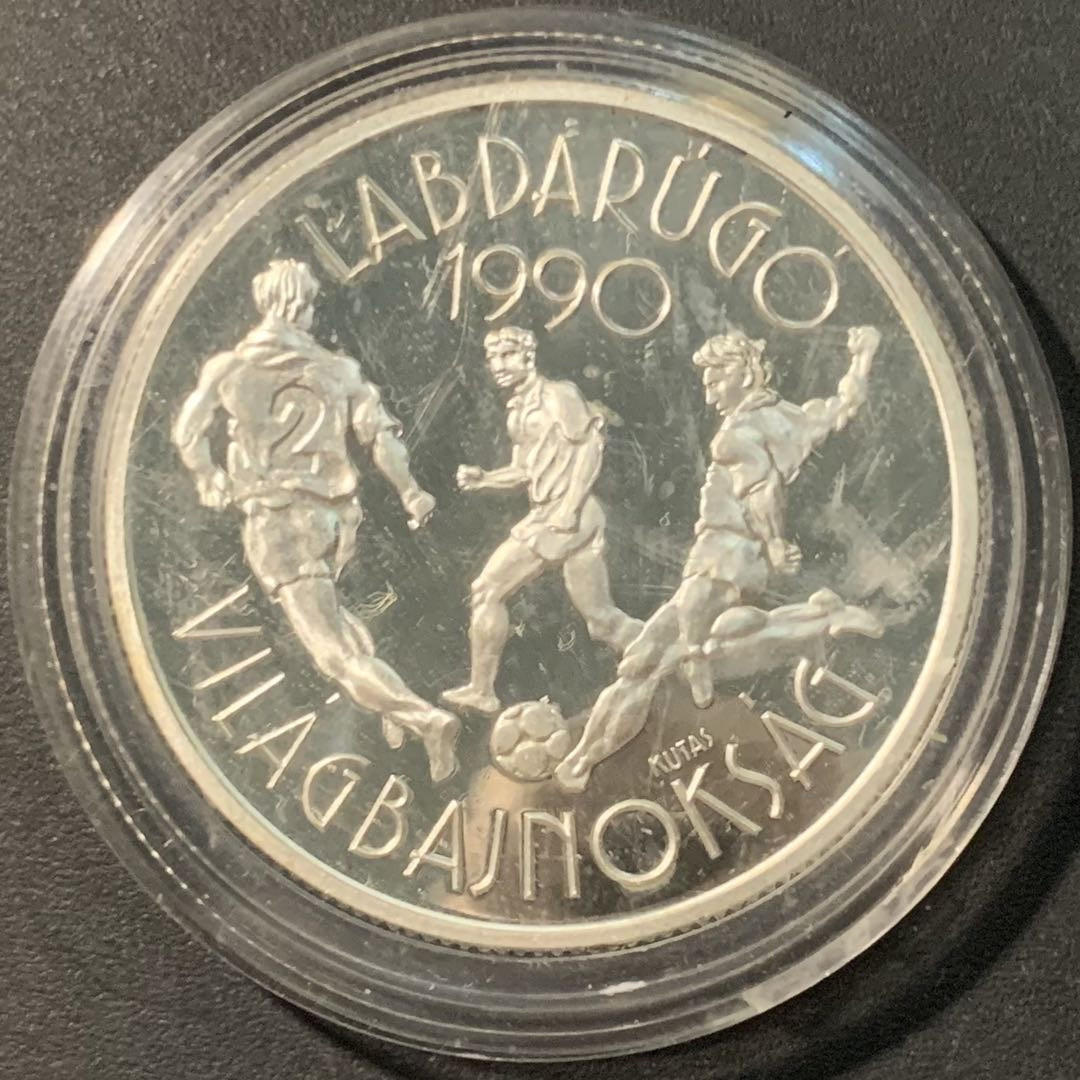 LABDARÚGÓ
1990
2
KUTAS
VILÁGBAJNOKSÁG